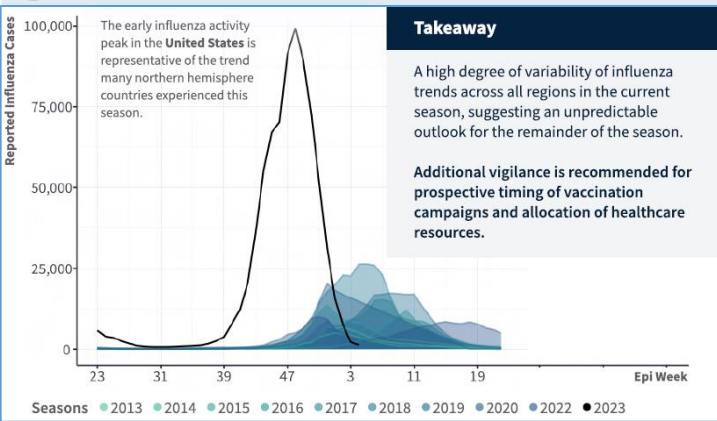 Reported Influenza Cases
100,000
75,000
50,000
25,000
0
The early influenza activity
peak in the United States is
representative of the trend
many northern hemisphere
countries experienced this
season.
Takeaway
A high degree of variability of influenza
trends across all regions in the current
season, suggesting an unpredictable
outlook for the remainder of the season.
Additional vigilance is recommended for
prospective timing of vaccination
campaigns and allocation of healthcare
resources.
23 31 39 47 3 11 19 Epi Week
Seasons 2013 2014 2015 2016 2017 2018 2019 2020 2022 2023